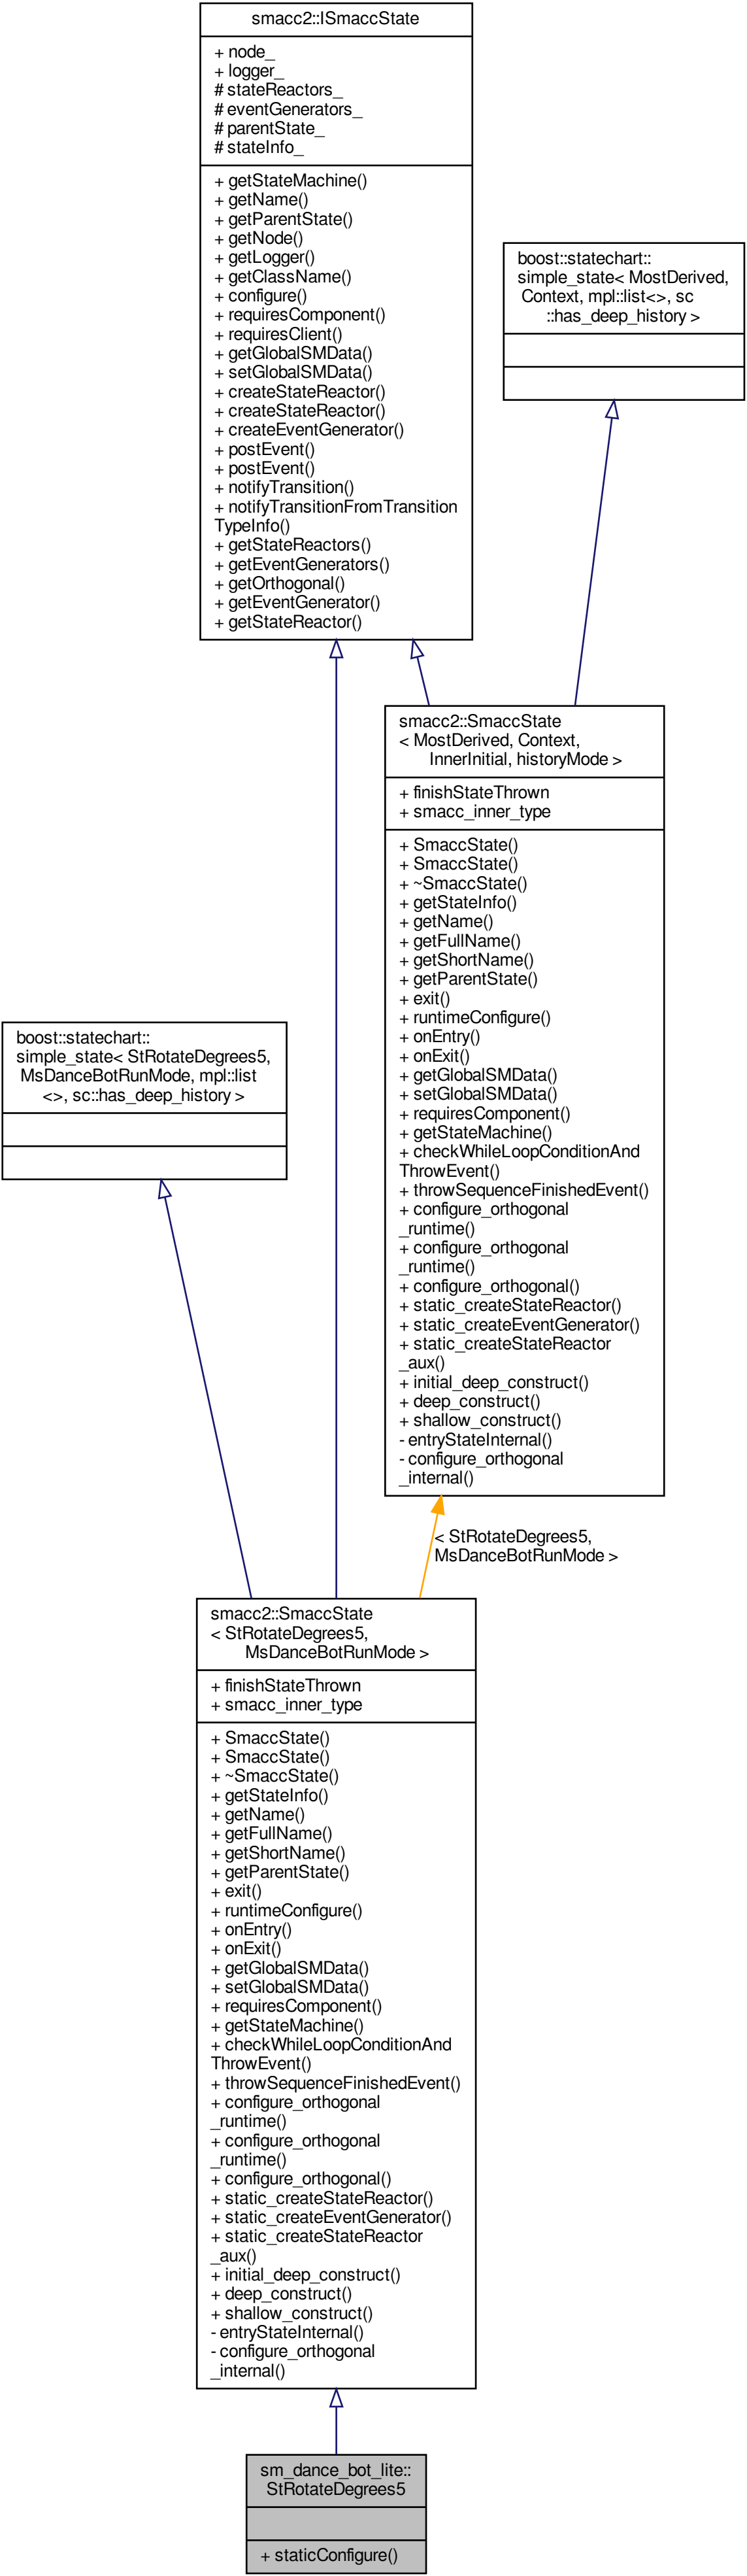 smacc2::ISmaccState
+ node_
+ logger_
# stateReactors_
# eventGenerators_
# parentState_
# stateInfo_
+ getStateMachine()
+ getName()
+ getParentState()
+ getNode()
+ getLogger()
+ getClassName()
+ configure()
+ requiresComponent()
+ requiresClient()
+ getGlobalSMData()
+ setGlobalSMData()
+ createStateReactor()
+ createStateReactor()
+ createEventGenerator()
+ postEvent()
+ postEvent()
+ notifyTransition()
+ notifyTransitionFromTransition
TypeInfo()
+ getStateReactors()
+ getEventGenerators()
+ getOrthogonal()
+ getEventGenerator()
+ getStateReactor()
boost::statechart::
simple_state< MostDerived,
Context, mpl::list<>, sc
::has_deep_history >
smacc2::SmaccState
< MostDerived, Context,
InnerInitial, historyMode >
+ finishStateThrown
+ smacc_inner_type
+ SmaccState()
+ SmaccState()
+ ~SmaccState()
+ getStateInfo()
+ getName()
+ getFullName()
+ getShortName()
+ getParentState()
+ exit()
+ runtimeConfigure()
+ onEntry()
+ onExit()
+ getGlobalSMData()
+ setGlobalSMData()
+ requiresComponent()
+ getStateMachine()
+ checkWhileLoopConditionAnd
ThrowEvent()
+ throwSequenceFinishedEvent()
+ configure_orthogonal
_runtime()
+ configure_orthogonal
_runtime()
+ configure_orthogonal()
+ static_createStateReactor()
+ static_createEventGenerator()
+ static_createStateReactor
_aux()
+ initial_deep_construct()
+ deep_construct()
+ shallow_construct()
- entryStateInternal()
- configure_orthogonal
_internal()
boost::statechart::
simple_state< StRotateDegrees5,
MsDanceBotRunMode, mpl::list
<>, sc::has_deep_history >
< StRotateDegrees5,
MsDanceBotRunMode >
smacc2::SmaccState
< StRotateDegrees5,
MsDanceBotRunMode >
+ finishStateThrown
+ smacc_inner_type
+ SmaccState()
+ SmaccState()
+ ~SmaccState()
+ getStateInfo()
+ getName()
+ getFullName()
+ getShortName()
+ getParentState()
+ exit()
+ runtimeConfigure()
+ onEntry()
+ onExit()
+ getGlobalSMData()
+ setGlobalSMData()
+ requiresComponent()
+ getStateMachine()
+ checkWhileLoopConditionAnd
ThrowEvent()
+ throwSequenceFinishedEvent()
+ configure_orthogonal
_runtime()
+ configure_orthogonal
_runtime()
+ configure_orthogonal()
+ static_createStateReactor()
+ static_createEventGenerator()
+ static_createStateReactor
_aux()
+ initial_deep_construct()
+ deep_construct()
+ shallow_construct()
- entryStateInternal()
- configure_orthogonal
_internal()
sm_dance_bot_lite::
StRotateDegrees5
+ staticConfigure()